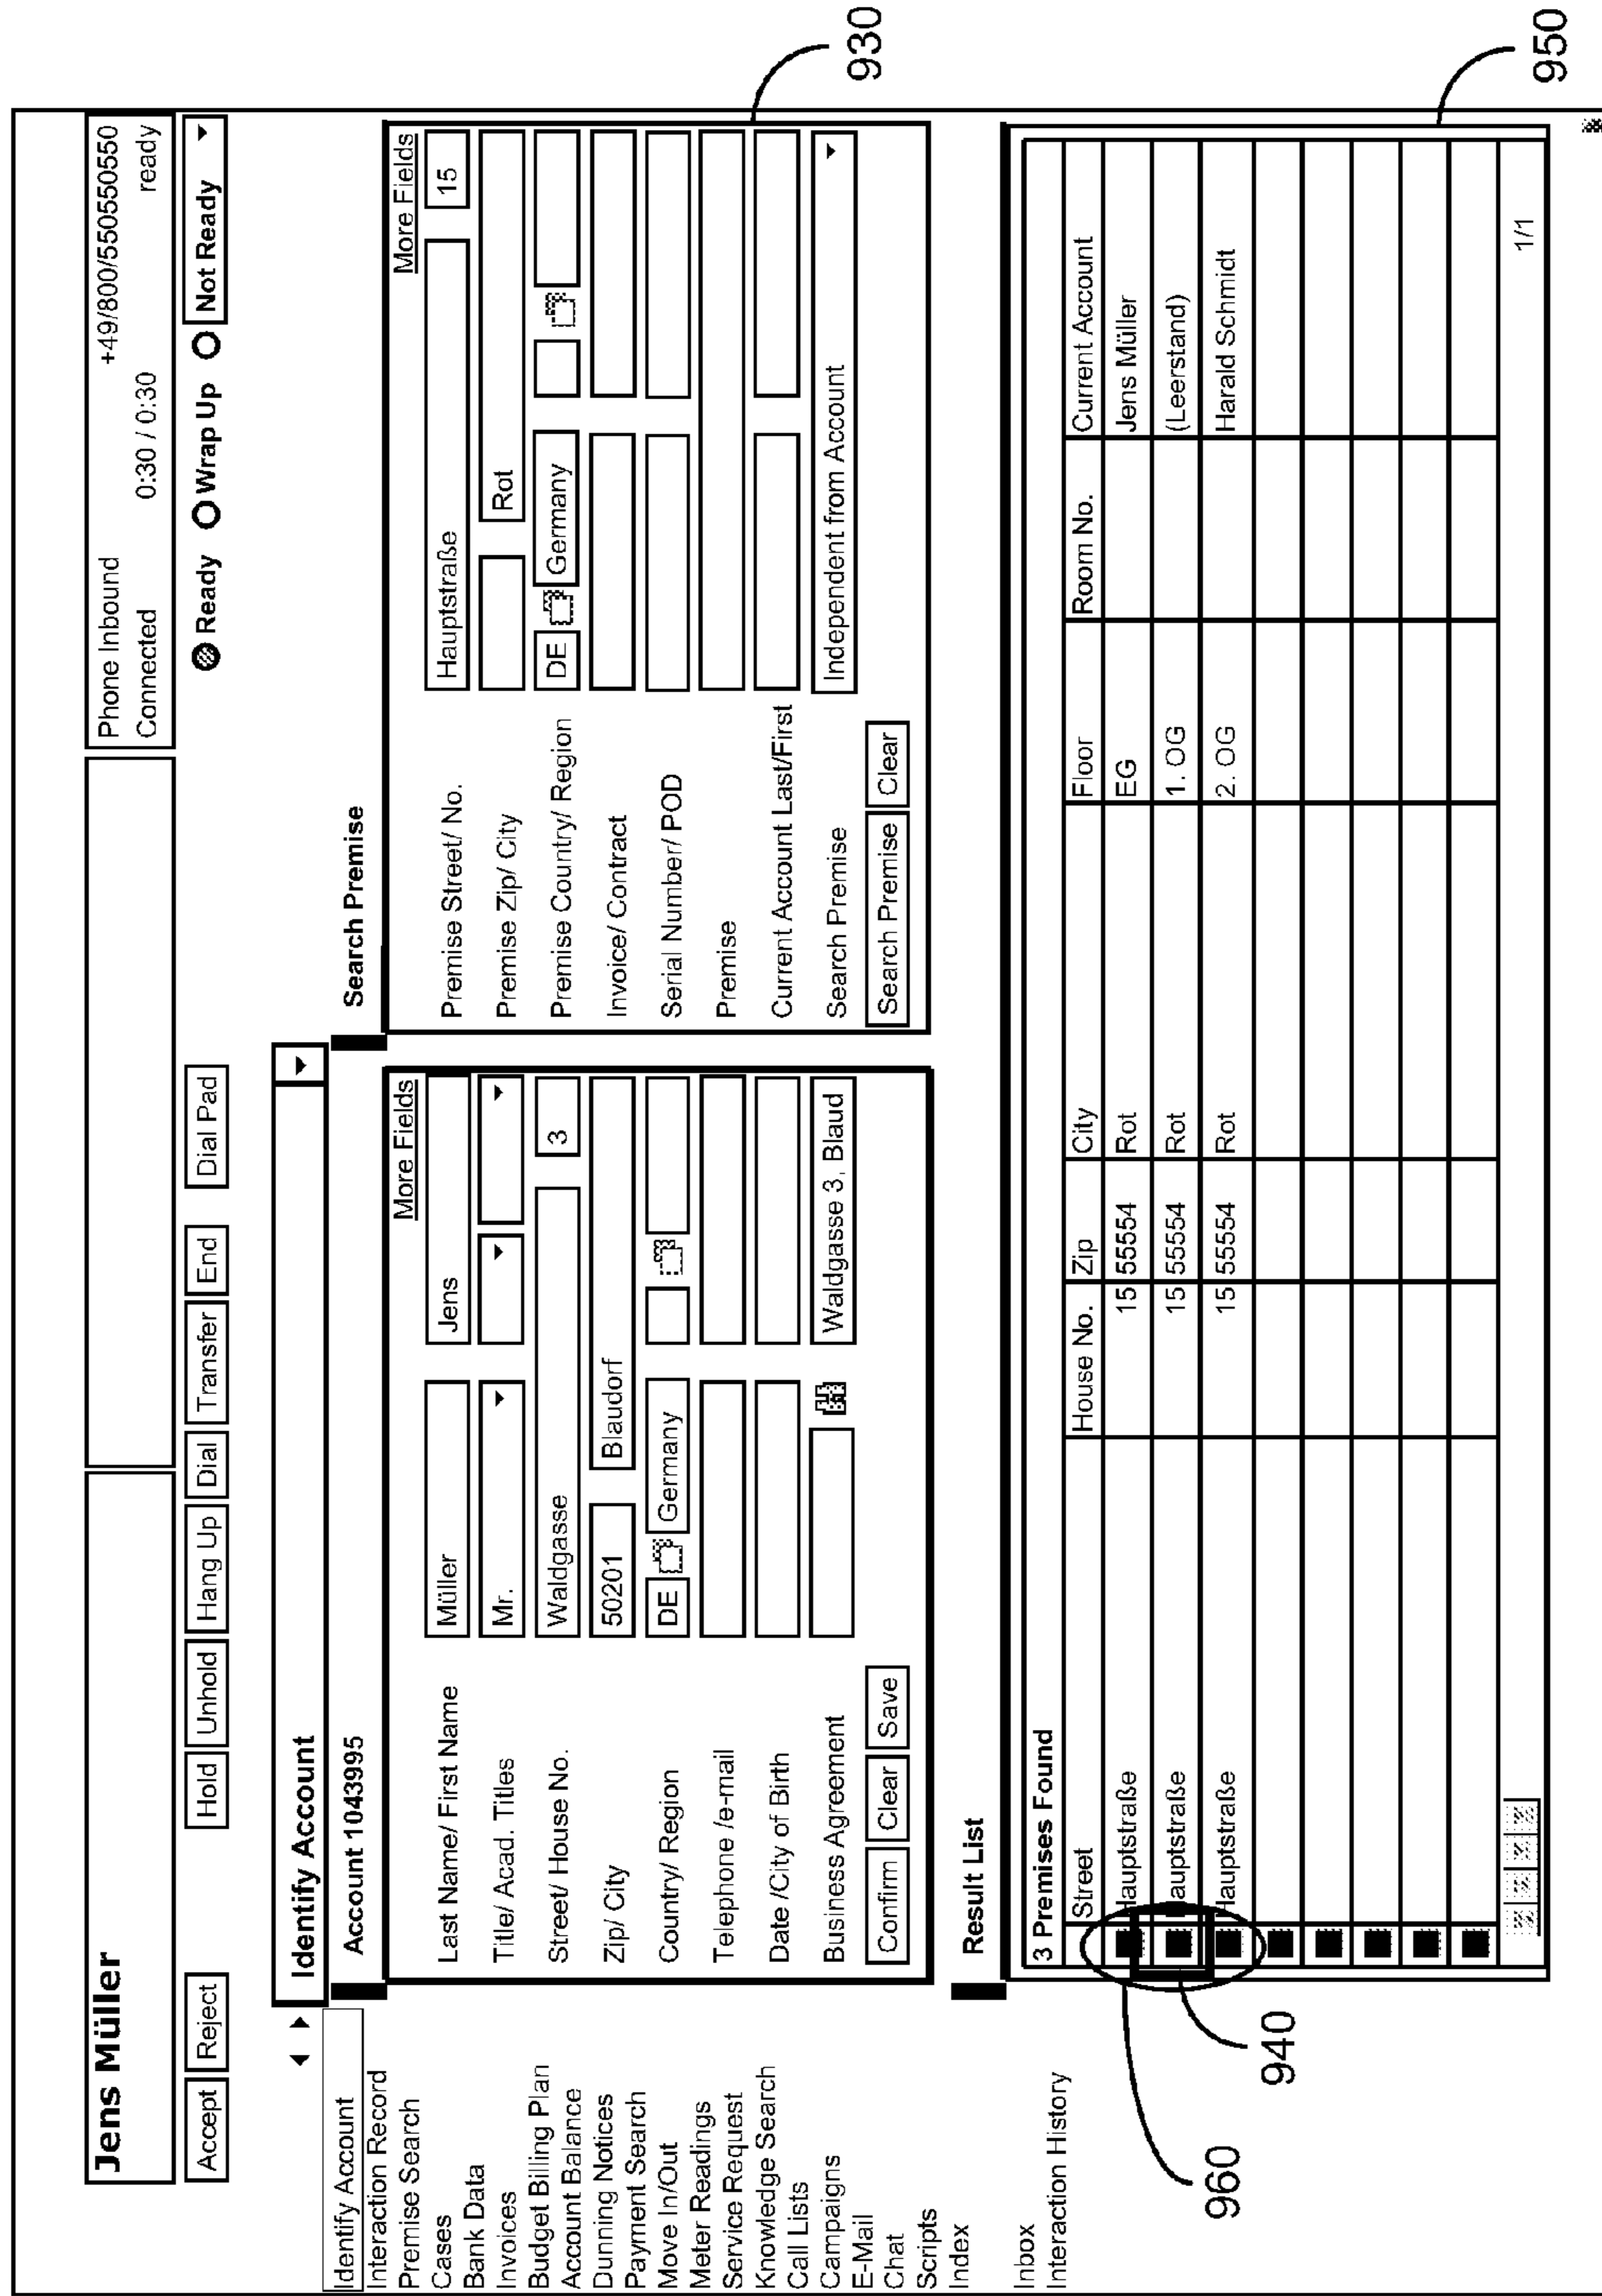 Jens Müller
Phone Inbound +49/800/550550550
Connected 0:30 / 0:30 ready
Accept Reject Hold Unhold Hang Up Dial Transfer End Dial Pad
Ready Wrap Up Not Ready
Identify Account
Identify Account
Interaction Record
Premise Search
Cases
Bank Data
Invoices
Budget Billing Plan
Account Balance
Dunning Notices
Payment Search
Move In/Out
Meter Readings
Service Request
Knowledge Search
Call Lists
Campaigns
E-Mail
Chat
Scripts
Index
Inbox
Interaction History
Account 1043995
More Fields
Last Name/ First Name Müller Jens
Title/ Acad. Titles Mr.
Street/ House No. Waldgasse 3
Zip/ City 50201 Blaudorf
Country/ Region DE Germany
Telephone /e-mail
Date /City of Birth
Business Agreement Waldgasse 3, Blaud
Confirm Clear Save
Search Premise
More Fields
Premise Street/ No. Hauptstraße 15
Premise Zip/ City Rot
Premise Country/ Region DE Germany
Invoice/ Contract
Serial Number/ POD
Premise
Current Account Last/First
Search Premise Independent from Account
Search Premise Clear
930
Result List
3 Premises Found
Street House No. Zip City Floor Room No. Current Account
Hauptstraße 15 55554 Rot EG Jens Müller
Hauptstraße 15 55554 Rot 1. OG (Leerstand)
Hauptstraße 15 55554 Rot 2. OG Harald Schmidt
1/1
960
940
950